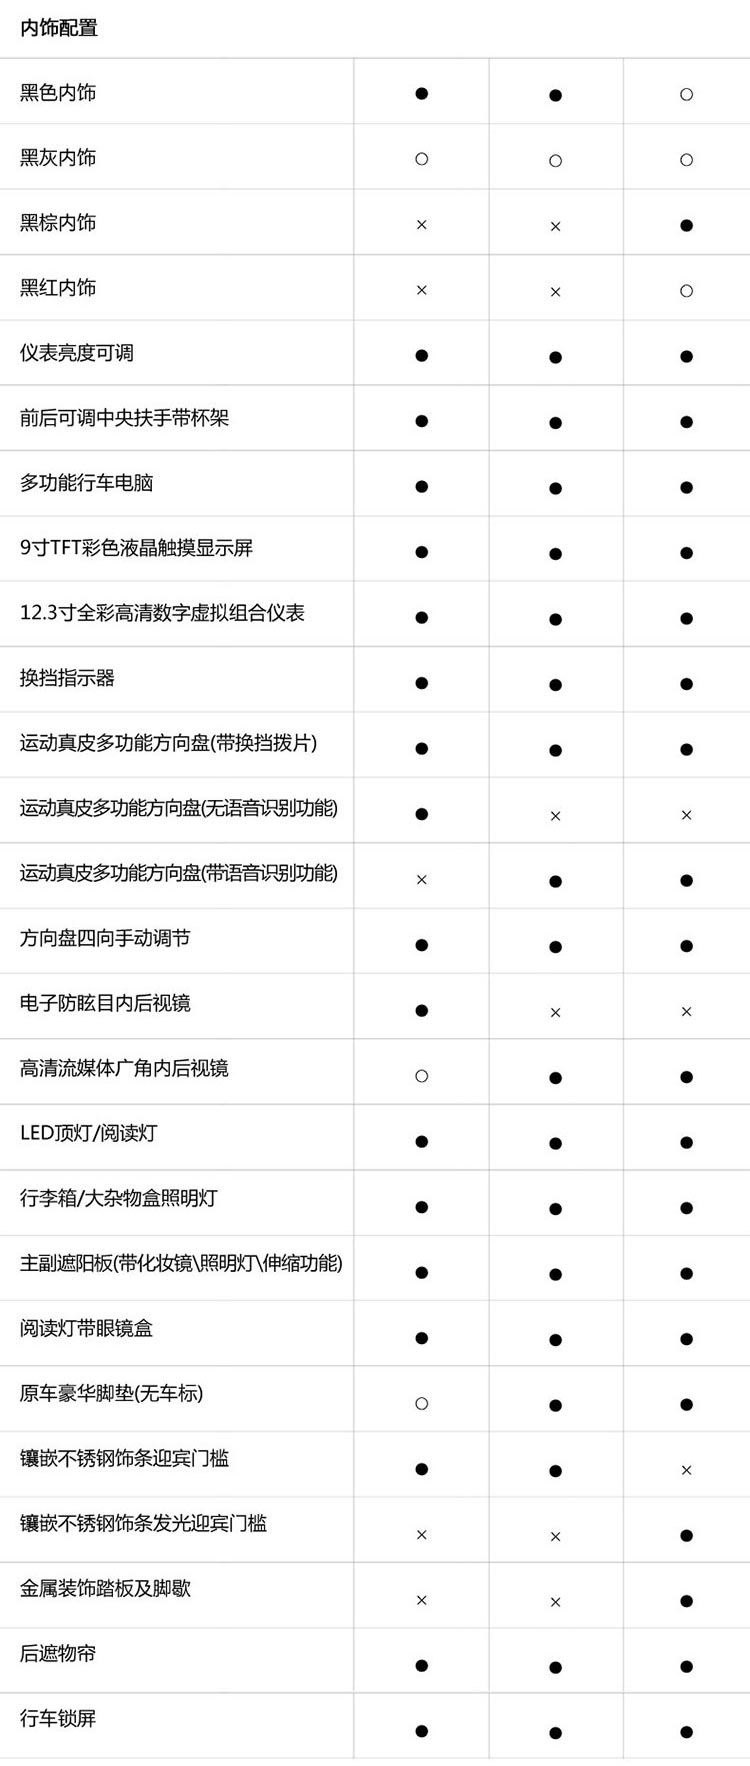 内饰配置
黑色内饰 ● ● ○
黑灰内饰 ○ ○ ○
黑棕内饰 × × ●
黑红内饰 × × ○
仪表亮度可调 ● ● ●
前后可调中央扶手带杯架 ● ● ●
多功能行车电脑 ● ● ●
9寸TFT彩色液晶触摸显示屏 ● ● ●
12.3寸全彩高清数字虚拟组合仪表 ● ● ●
换挡指示器 ● ● ●
运动真皮多功能方向盘(带换挡拨片) ● ● ●
运动真皮多功能方向盘(无语音识别功能) ● × ×
运动真皮多功能方向盘(带语音识别功能) × ● ●
方向盘四向手动调节 ● ● ●
电子防眩目内后视镜 ● × ×
高清流媒体广角内后视镜 ○ ● ●
LED顶灯/阅读灯 ● ● ●
行李箱/大杂物盒照明灯 ● ● ●
主副遮阳板(带化妆镜\照明灯\伸缩功能) ● ● ●
阅读灯带眼镜盒 ● ● ●
原车豪华脚垫(无车标) ○ ● ●
镶嵌不锈钢饰条迎宾门槛 ● ● ×
镶嵌不锈钢饰条发光迎宾门槛 × × ●
金属装饰踏板及脚歇 × × ●
后遮物帘 ● ● ●
行车锁屏 ● ● ●